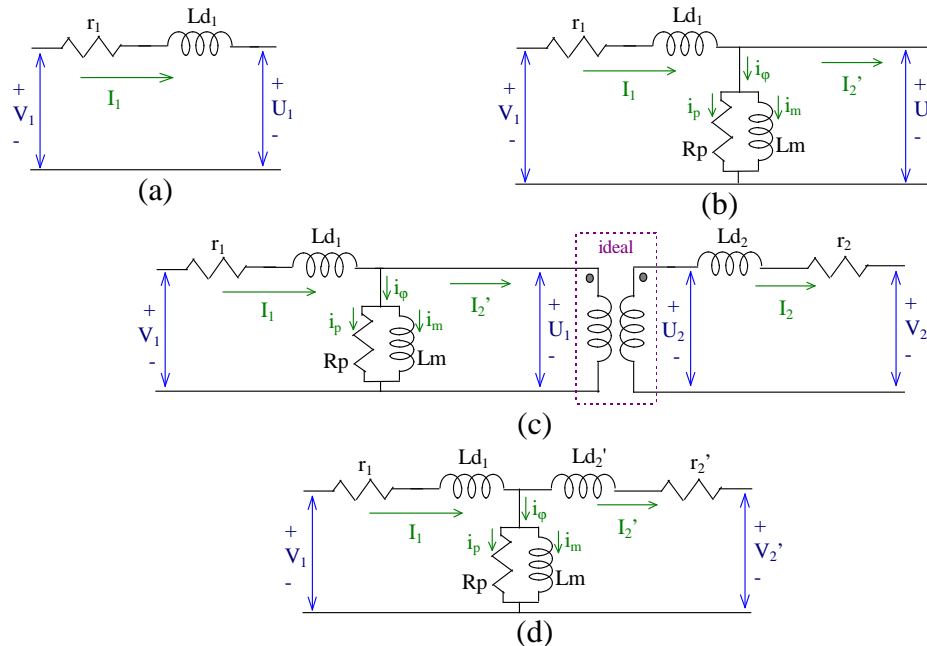 r₁ Ld₁
+ V₁ - I₁ + U₁ -
(a)
r₁ Ld₁
iφ
+ V₁ - I₁ iₚ iₘ I₂’ + U -
Rp Lm
(b)
ideal
r₁ Ld₁ Ld₂ r₂
iφ
+ V₁ - I₁ iₚ iₘ I₂’ + U₁ - + U₂ - I₂ + V₂ -
Rp Lm
(c)
r₁ Ld₁ Ld₂' r₂’
iφ
+ V₁ - I₁ iₚ iₘ I₂’ + V₂’ -
Rp Lm
(d)